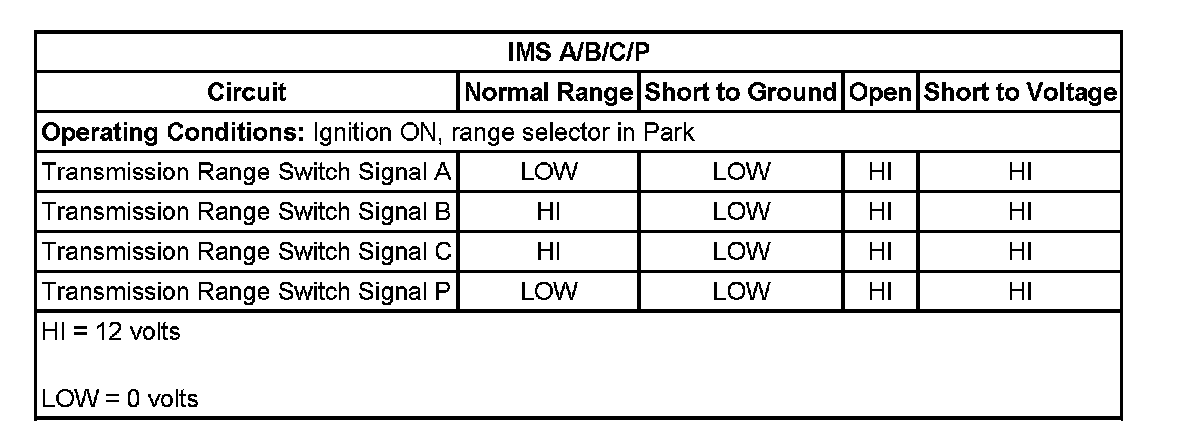 IMS A/B/C/P
Circuit Normal Range Short to Ground Open Short to Voltage
Operating Conditions: Ignition ON, range selector in Park
Transmission Range Switch Signal A LOW LOW HI HI
Transmission Range Switch Signal B HI LOW HI HI
Transmission Range Switch Signal C HI LOW HI HI
Transmission Range Switch Signal P LOW LOW HI HI
HI = 12 volts
LOW = 0 volts